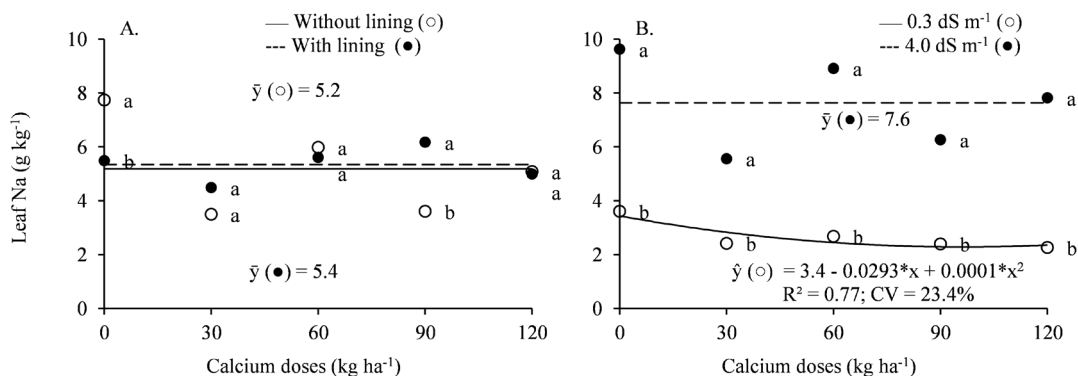 A.
Without lining (○)
With lining (●)
Leaf Na (g kg⁻¹)
10
8
6
4
2
0
ȳ (○) = 5.2
ȳ (●) = 5.4
a
b
a
a
a
a
a
b
a
a
0 30 60 90 120
Calcium doses (kg ha⁻¹)
B.
0.3 dS m⁻¹ (○)
4.0 dS m⁻¹ (●)
10
8
6
4
2
0
a
a
a
a
a
ȳ (●) = 7.6
b
b
b
b
b
ŷ (○) = 3.4 - 0.0293*x + 0.0001*x²
R² = 0.77; CV = 23.4%
0 30 60 90 120
Calcium doses (kg ha⁻¹)